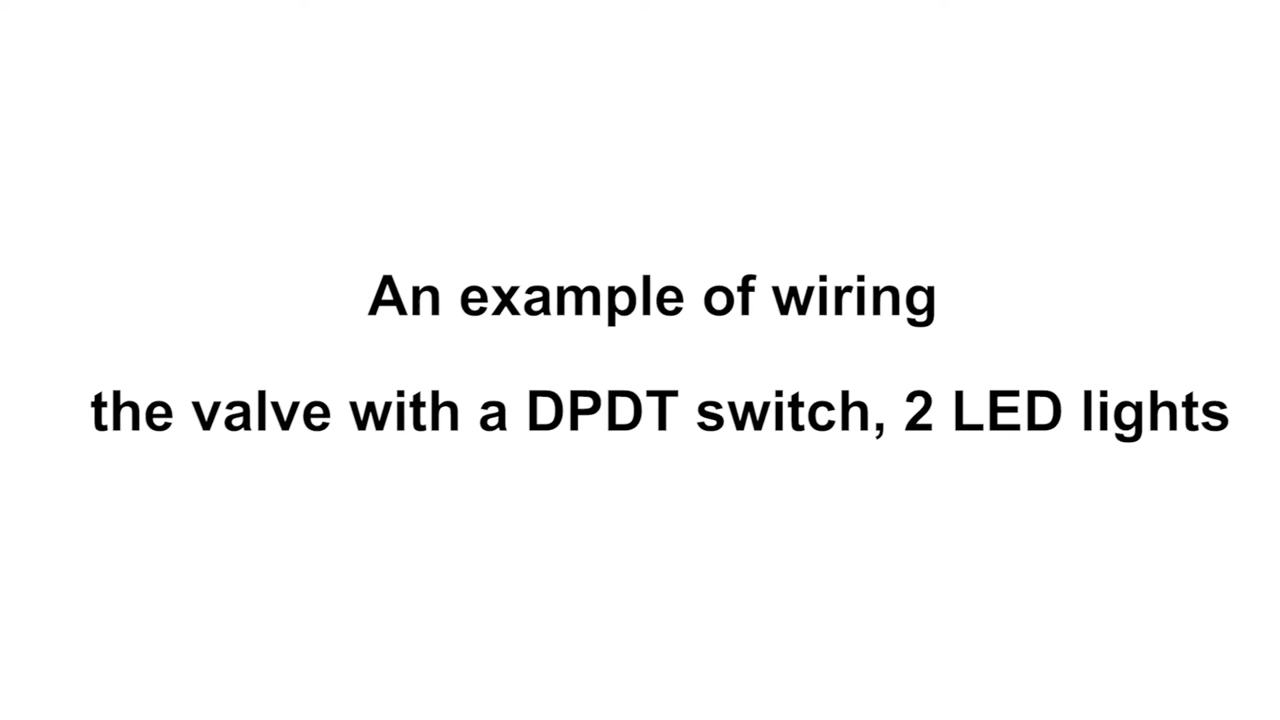 An example of wiring
the valve with a DPDT switch, 2 LED lights